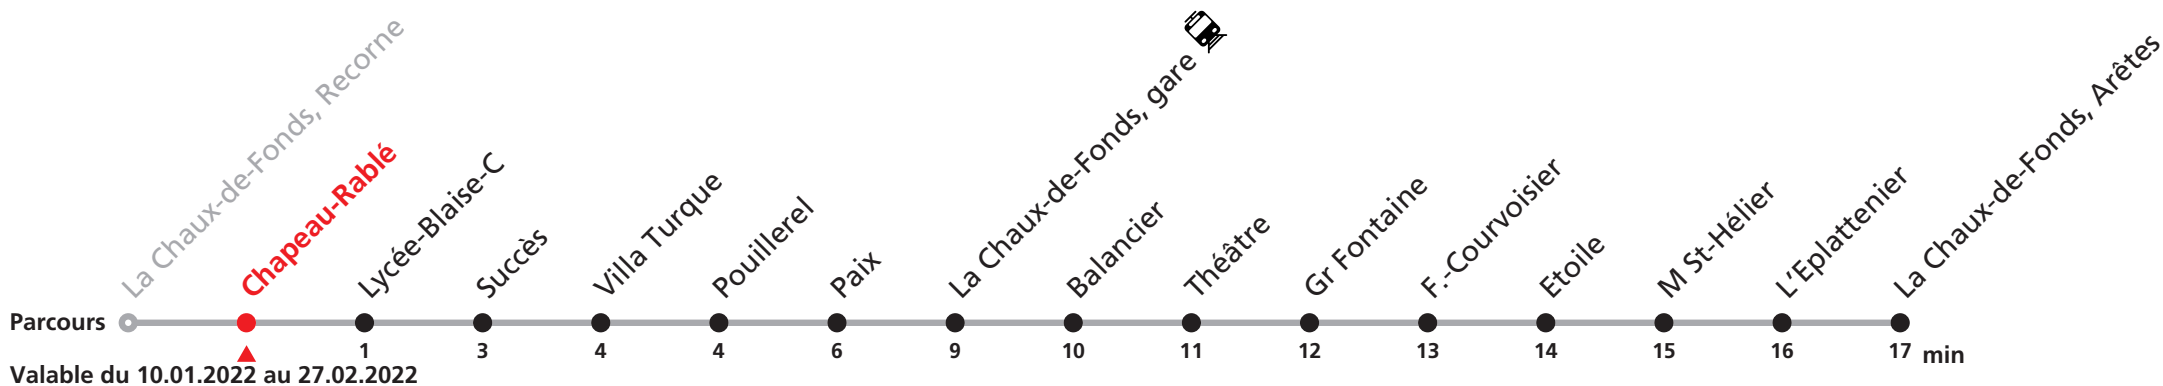 La Chaux-de-Fonds, Recorne
Chapeau-Rablé
Lycée-Blaise-C
Succès
Villa Turque
Pouillerel
Paix
La Chaux-de-Fonds, gare
Balancier
Théâtre
Gr Fontaine
F.-Courvoisier
Etoile
M St-Hélier
L'Eplattenier
La Chaux-de-Fonds, Arêtes
Parcours
1 3 4 4 6 9 10 11 12 13 14 15 16 17 min
Valable du 10.01.2022 au 27.02.2022